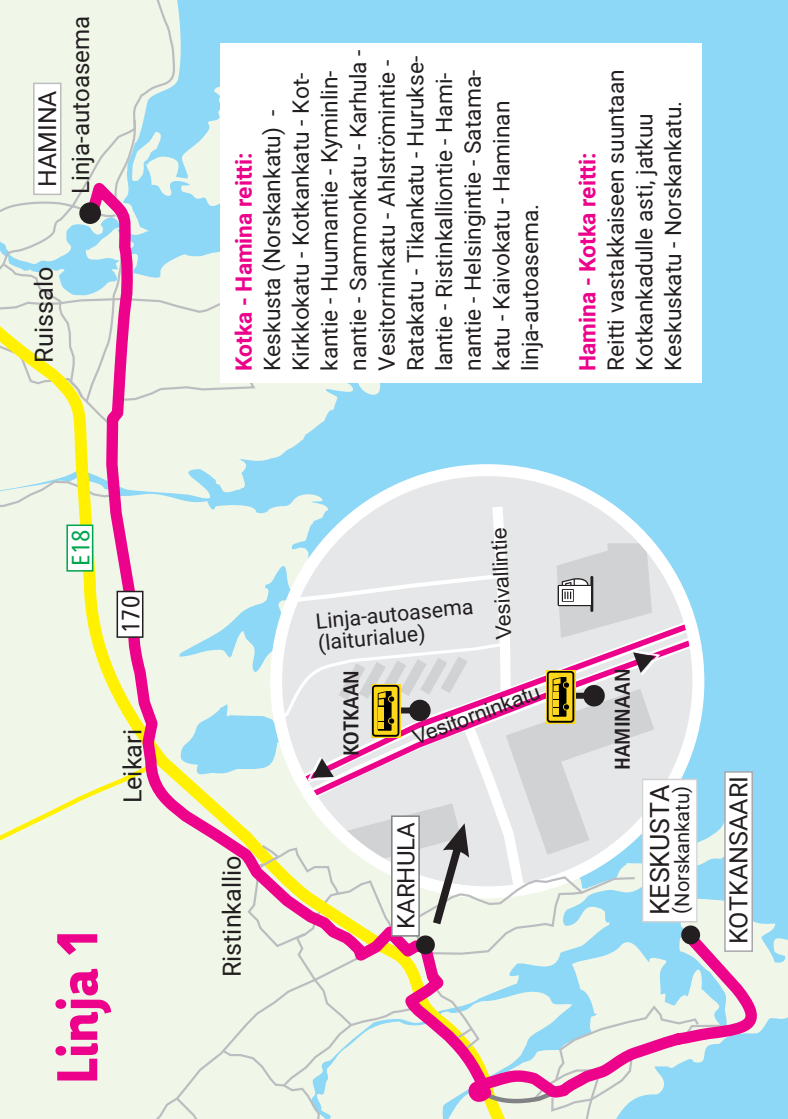 Linja 1
HAMINA
Linja-autoasema
Ruissalo
E18
170
Leikari
Ristinkallio
KARHULA
KESKUSTA
(Norskankatu)
KOTKANSAARI
Linja-autoasema
(laiturialue)
Vesivallintie
KOTKAAN
Vesitorninkatu
HAMINAAN
Kotka - Hamina reitti:
Keskusta (Norskankatu) -
Kirkkokatu - Kotkankatu - Kot-
kantie - Huumantie - Kyminlin-
nantie - Sammonkatu - Karhula -
Vesitorninkatu - Ahlströmintie -
Ratakatu - Tikankatu - Hurukse-
lantie - Ristinkalliontie - Hami-
nantie - Helsingintie - Satama-
katu - Kaivokatu - Haminan
linja-autoasema.
Hamina - Kotka reitti:
Reitti vastakkaiseen suuntaan
Kotkankadulle asti, jatkuu
Keskuskatu - Norskankatu.